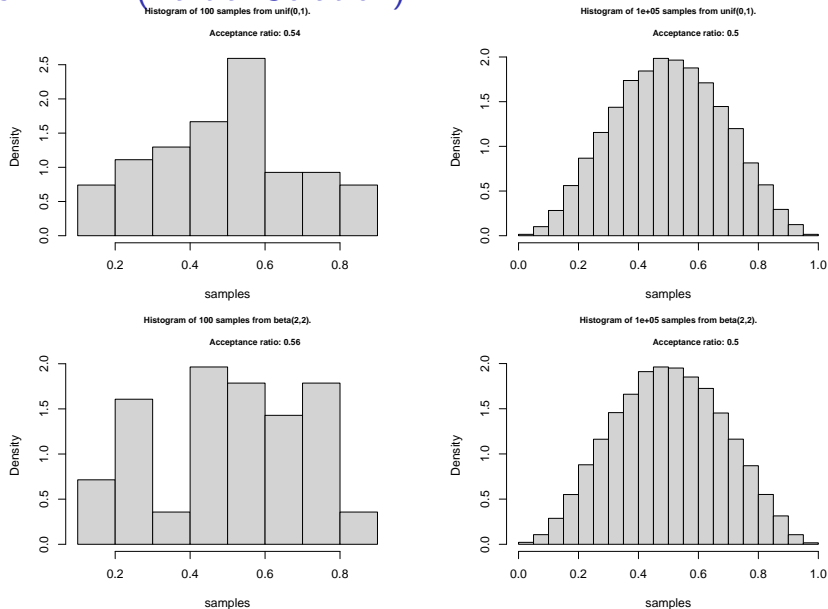 Histogram of 100 samples from unif(0,1).
Acceptance ratio: 0.54
Density
0.0 0.5 1.0 1.5 2.0 2.5
0.2 0.4 0.6 0.8
samples
Histogram of 1e+05 samples from unif(0,1).
Acceptance ratio: 0.5
Density
0.0 0.5 1.0 1.5 2.0
0.0 0.2 0.4 0.6 0.8 1.0
samples
Histogram of 100 samples from beta(2,2).
Acceptance ratio: 0.56
Density
0.0 0.5 1.0 1.5 2.0
0.2 0.4 0.6 0.8
samples
Histogram of 1e+05 samples from beta(2,2).
Acceptance ratio: 0.5
Density
0.0 0.5 1.0 1.5 2.0
0.0 0.2 0.4 0.6 0.8 1.0
samples